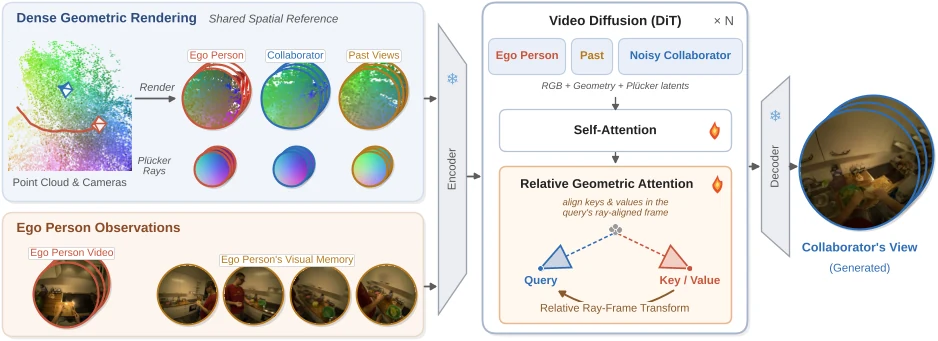 Dense Geometric Rendering Shared Spatial Reference
Ego Person
Collaborator
Past Views
Render
Plücker
Rays
Point Cloud & Cameras
Ego Person Observations
Ego Person Video
Ego Person's Visual Memory
Encoder
Video Diffusion (DiT) × N
Ego Person
Past
Noisy Collaborator
RGB + Geometry + Plücker latents
Self-Attention
Relative Geometric Attention
align keys & values in the
query's ray-aligned frame
Query
Key / Value
Relative Ray-Frame Transform
Decoder
Collaborator's View
(Generated)